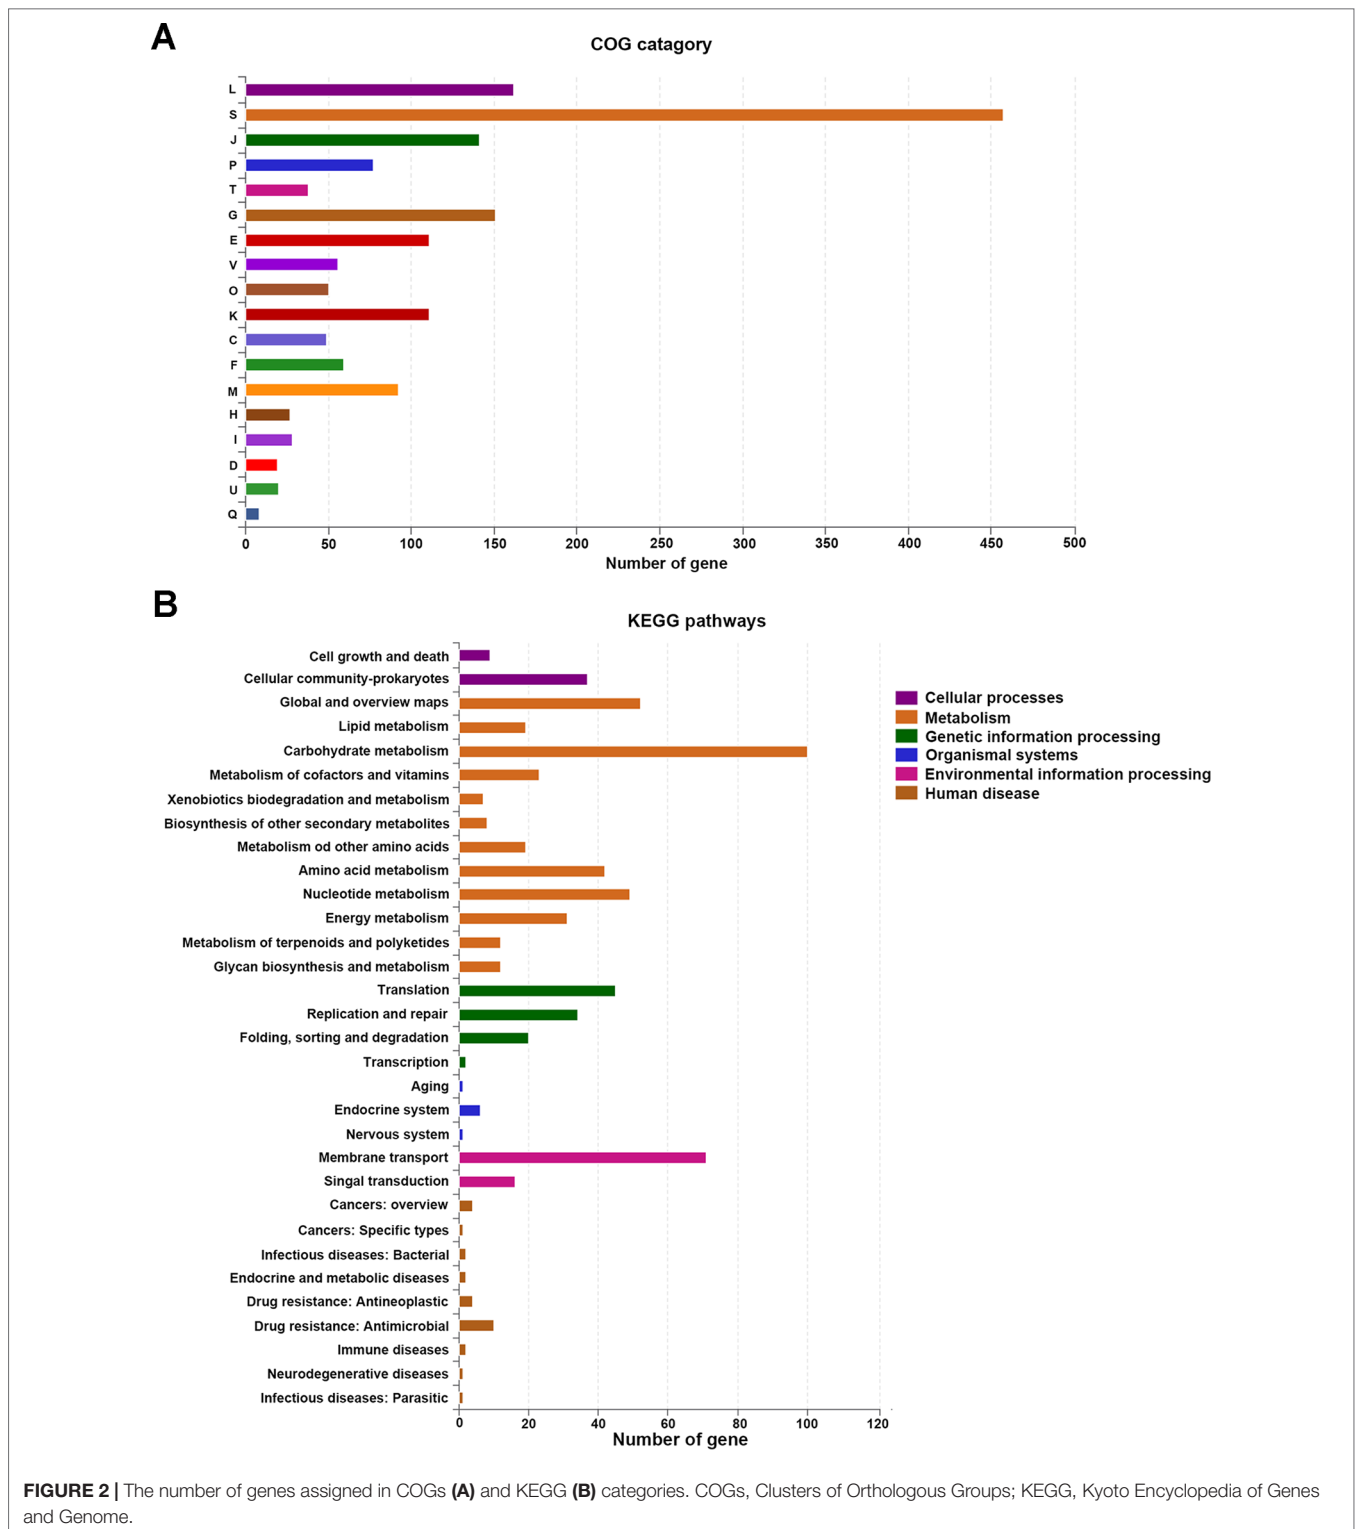 A
COG catagory
L
S
J
P
T
G
E
V
O
K
C
F
M
H
I
D
U
Q
0 50 100 150 200 250 300 350 400 450 500
Number of gene
B
KEGG pathways
Cell growth and death
Cellular community-prokaryotes
Global and overview maps
Lipid metabolism
Carbohydrate metabolism
Metabolism of cofactors and vitamins
Xenobiotics biodegradation and metabolism
Biosynthesis of other secondary metabolites
Metabolism od other amino acids
Amino acid metabolism
Nucleotide metabolism
Energy metabolism
Metabolism of terpenoids and polyketides
Glycan biosynthesis and metabolism
Translation
Replication and repair
Folding, sorting and degradation
Transcription
Aging
Endocrine system
Nervous system
Membrane transport
Singal transduction
Cancers: overview
Cancers: Specific types
Infectious diseases: Bacterial
Endocrine and metabolic diseases
Drug resistance: Antineoplastic
Drug resistance: Antimicrobial
Immune diseases
Neurodegenerative diseases
Infectious diseases: Parasitic
0 20 40 60 80 100 120
Number of gene
Cellular processes
Metabolism
Genetic information processing
Organismal systems
Environmental information processing
Human disease
FIGURE 2 | The number of genes assigned in COGs (A) and KEGG (B) categories. COGs, Clusters of Orthologous Groups; KEGG, Kyoto Encyclopedia of Genes
and Genome.